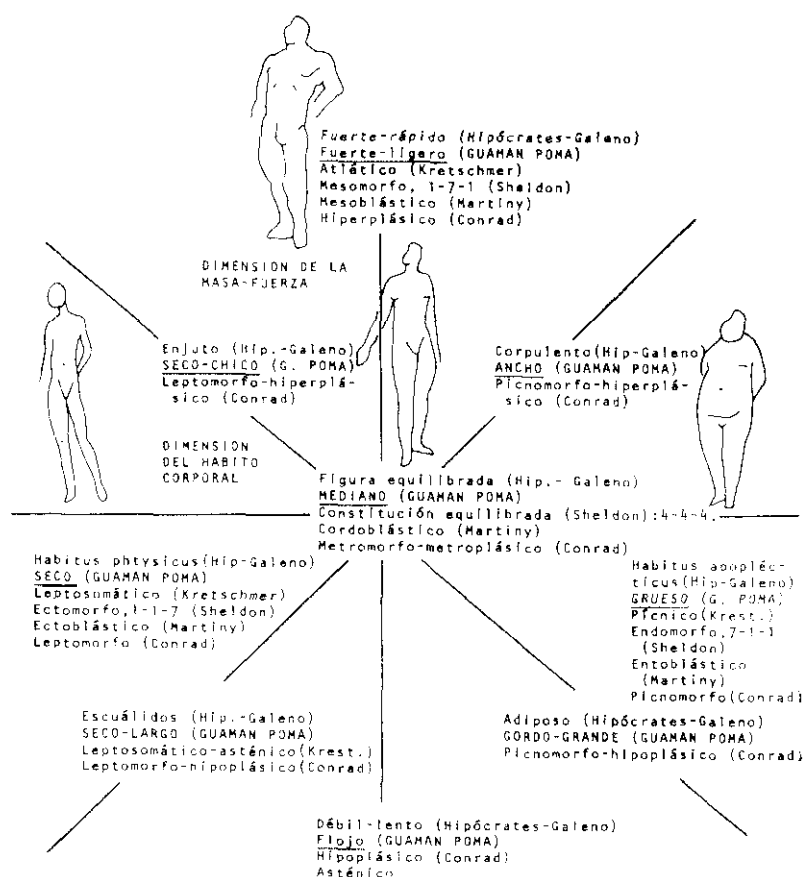 Fuerte-rápido (Hipócrates-Galeno)
Fuerte-lígero (GUAMAN POMA)
Atlético (Kretschmer)
Mesomorfo, 1-7-1 (Sheldon)
Mesoblástico (Martiny)
Hiperplásico (Conrad)
DIMENSION DE LA
MASA-FUERZA
Enjuto (Hip.-Galeno)
SECO-CHICO (G. POMA)
Leptomorfo-hiperplá-
sico (Conrad)
Corpulento(Hip-Galeno)
ANCHO (GUAMAN POMA)
Picnomorfo-hiperplá-
sico (Conrad)
DIMENSION
DEL HABITO
CORPORAL
Figura equilibrada (Hip.- Galeno)
MEDIANO (GUAMAN POMA)
Constitución equilibrada (Sheldon):4-4-4.
Cordoblástico (Martiny)
Metromorfo-metroplásico (Conrad)
Habitus phtysicus(Hip-Galeno)
SECO (GUAMAN POMA)
Leptosomático (Kretschmer)
Ectomorfo,1-1-7 (Sheldon)
Ectoblástico (Martiny)
Leptomorfo (Conrad)
Habitus apopléc-
ticus(Hip-Galeno)
GRUESO (G. POMA)
Pícnico(Krest.)
Endomorfo,7-1-1
(Sheldon)
Entoblástico
(Martiny)
Picnomorfo(Conrad)
Escuálidos (Hip.-Galeno)
SECO-LARGO (GUAMAN POMA)
Leptosomático-asténico(Krest.)
Leptomorfo-hipoplásico(Conrad)
Adiposo (Hipócrates-Galeno)
GORDO-GRANDE (GUAMAN POMA)
Picnomorfo-hipoplásico (Conrad)
Débil-lento (Hipócrates-Galeno)
Flojo (GUAMAN POMA)
Hipoplásico (Conrad)
Asténico